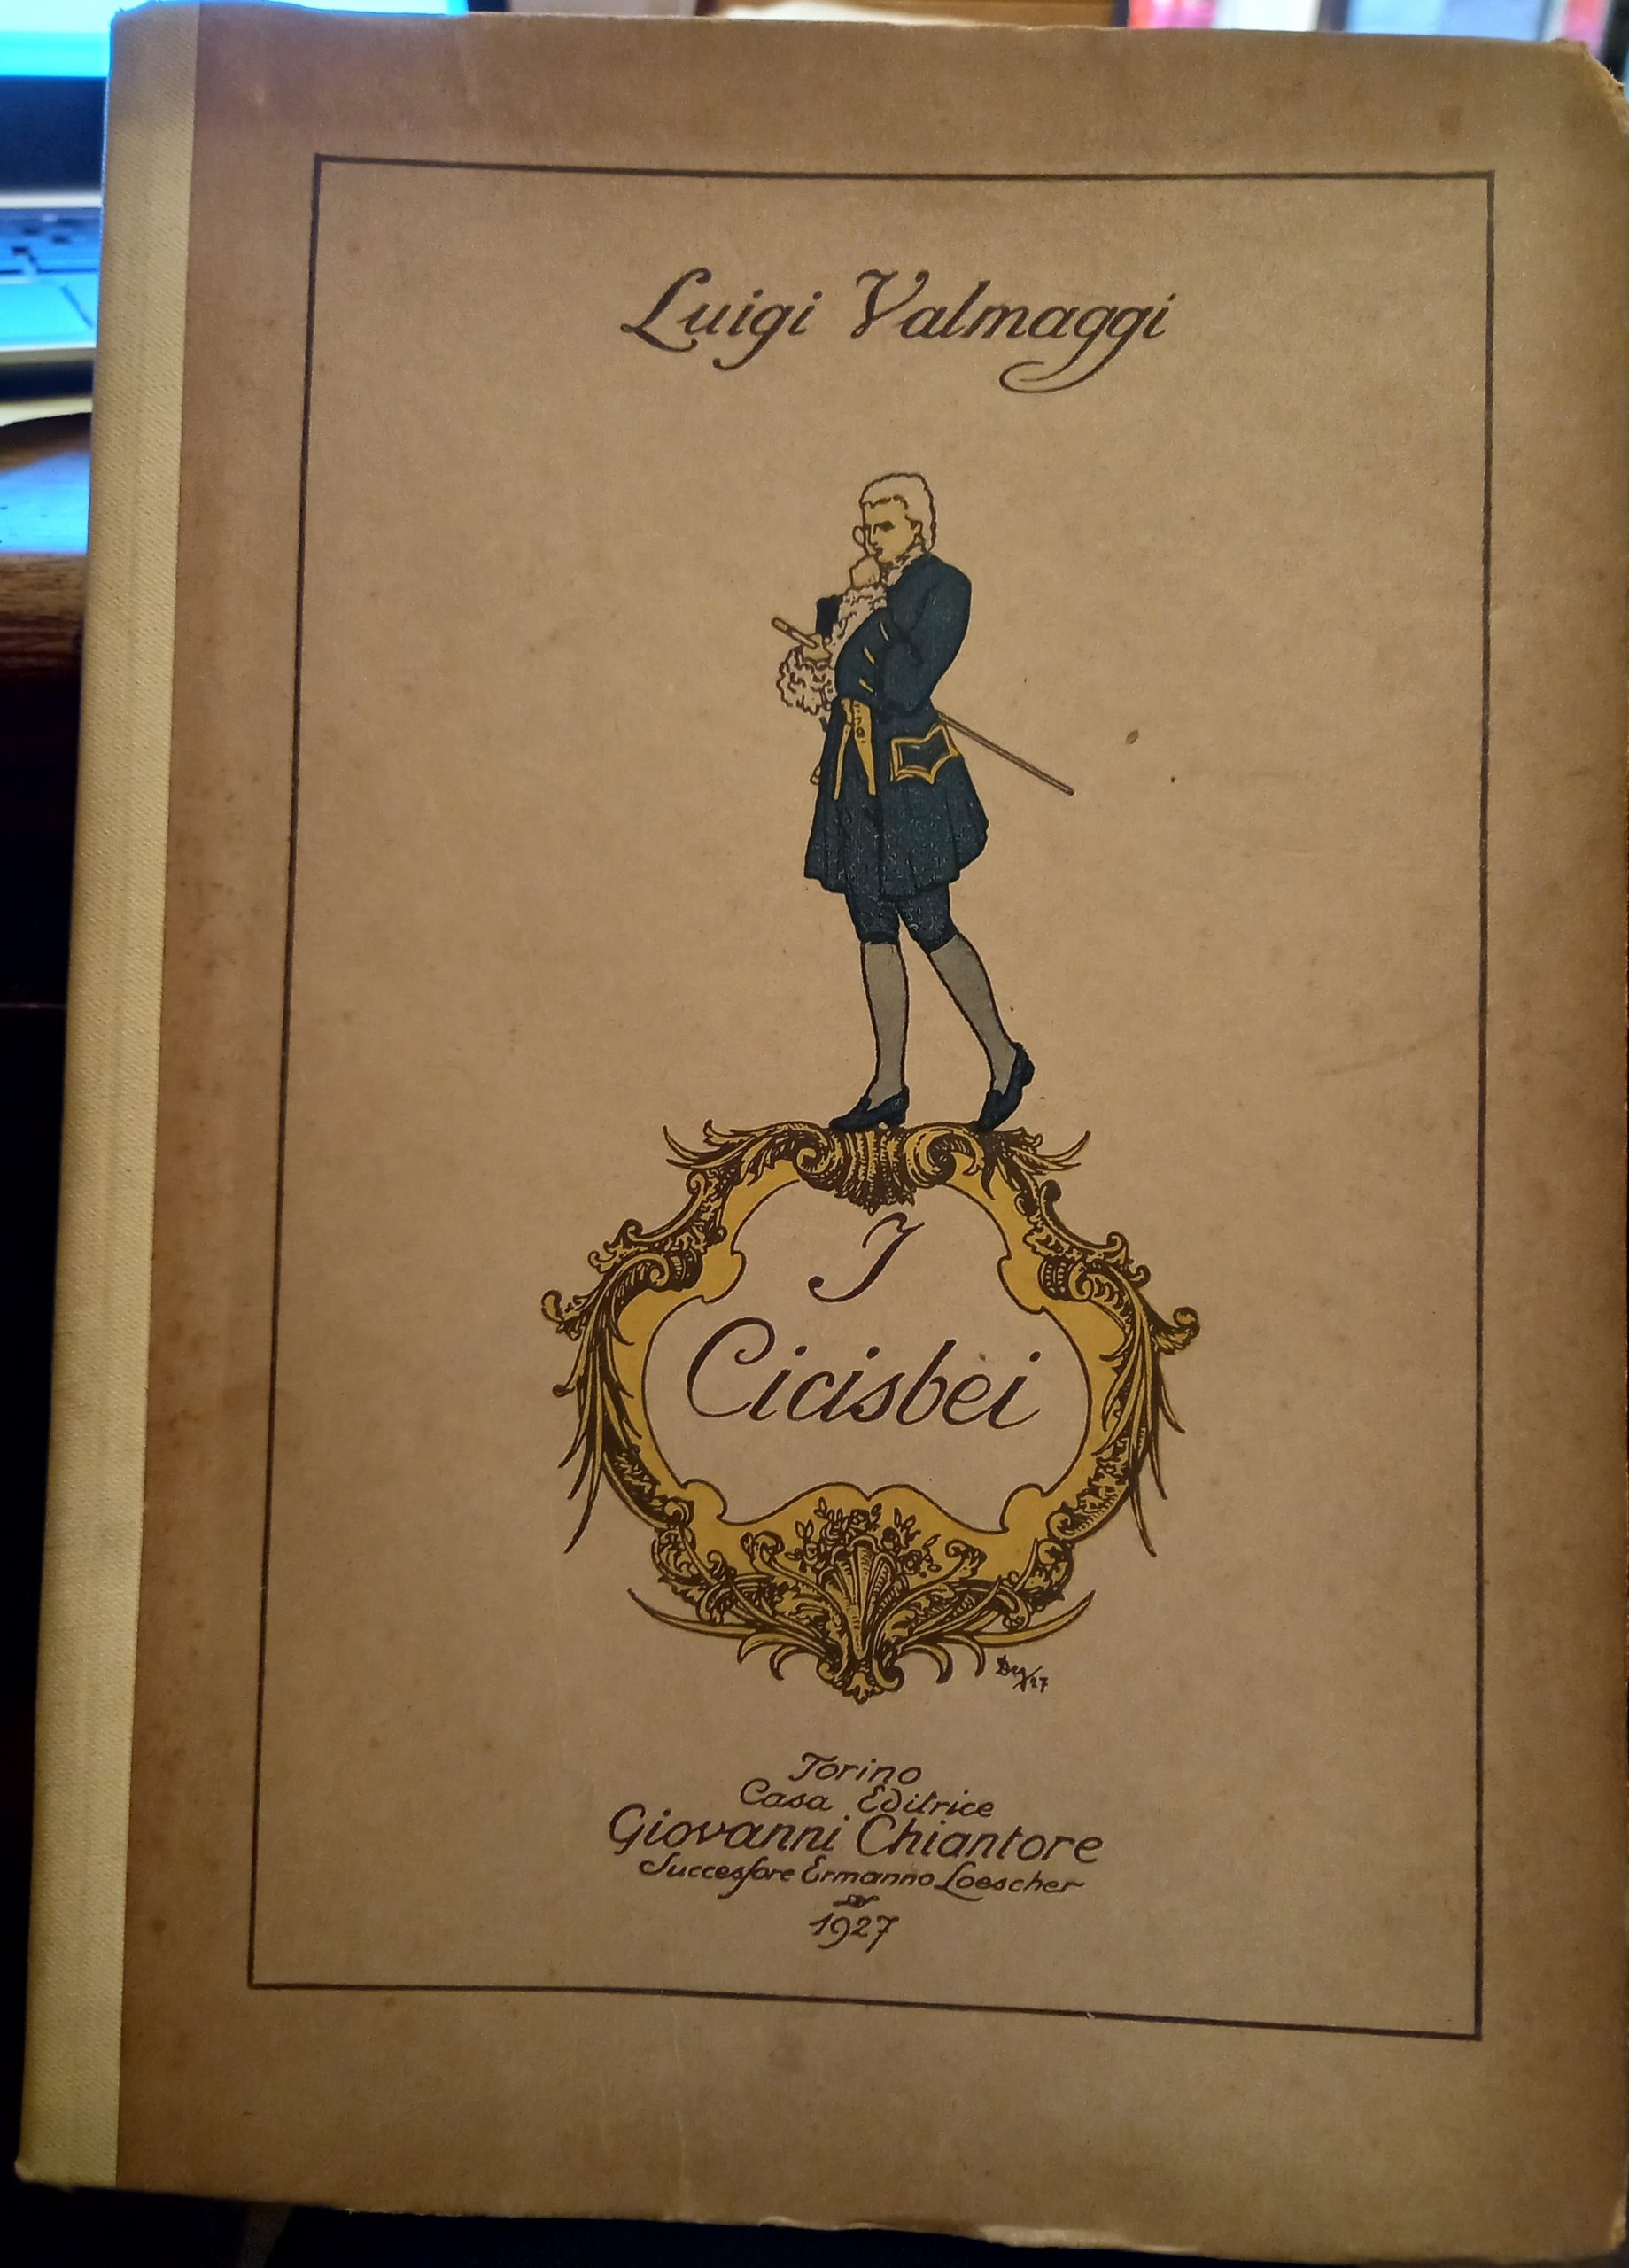 Luigi Valmaggi
I
Cicisbei
Torino
Casa Editrice
Giovanni Chiantore
Successore Ermanno Loescher
1927